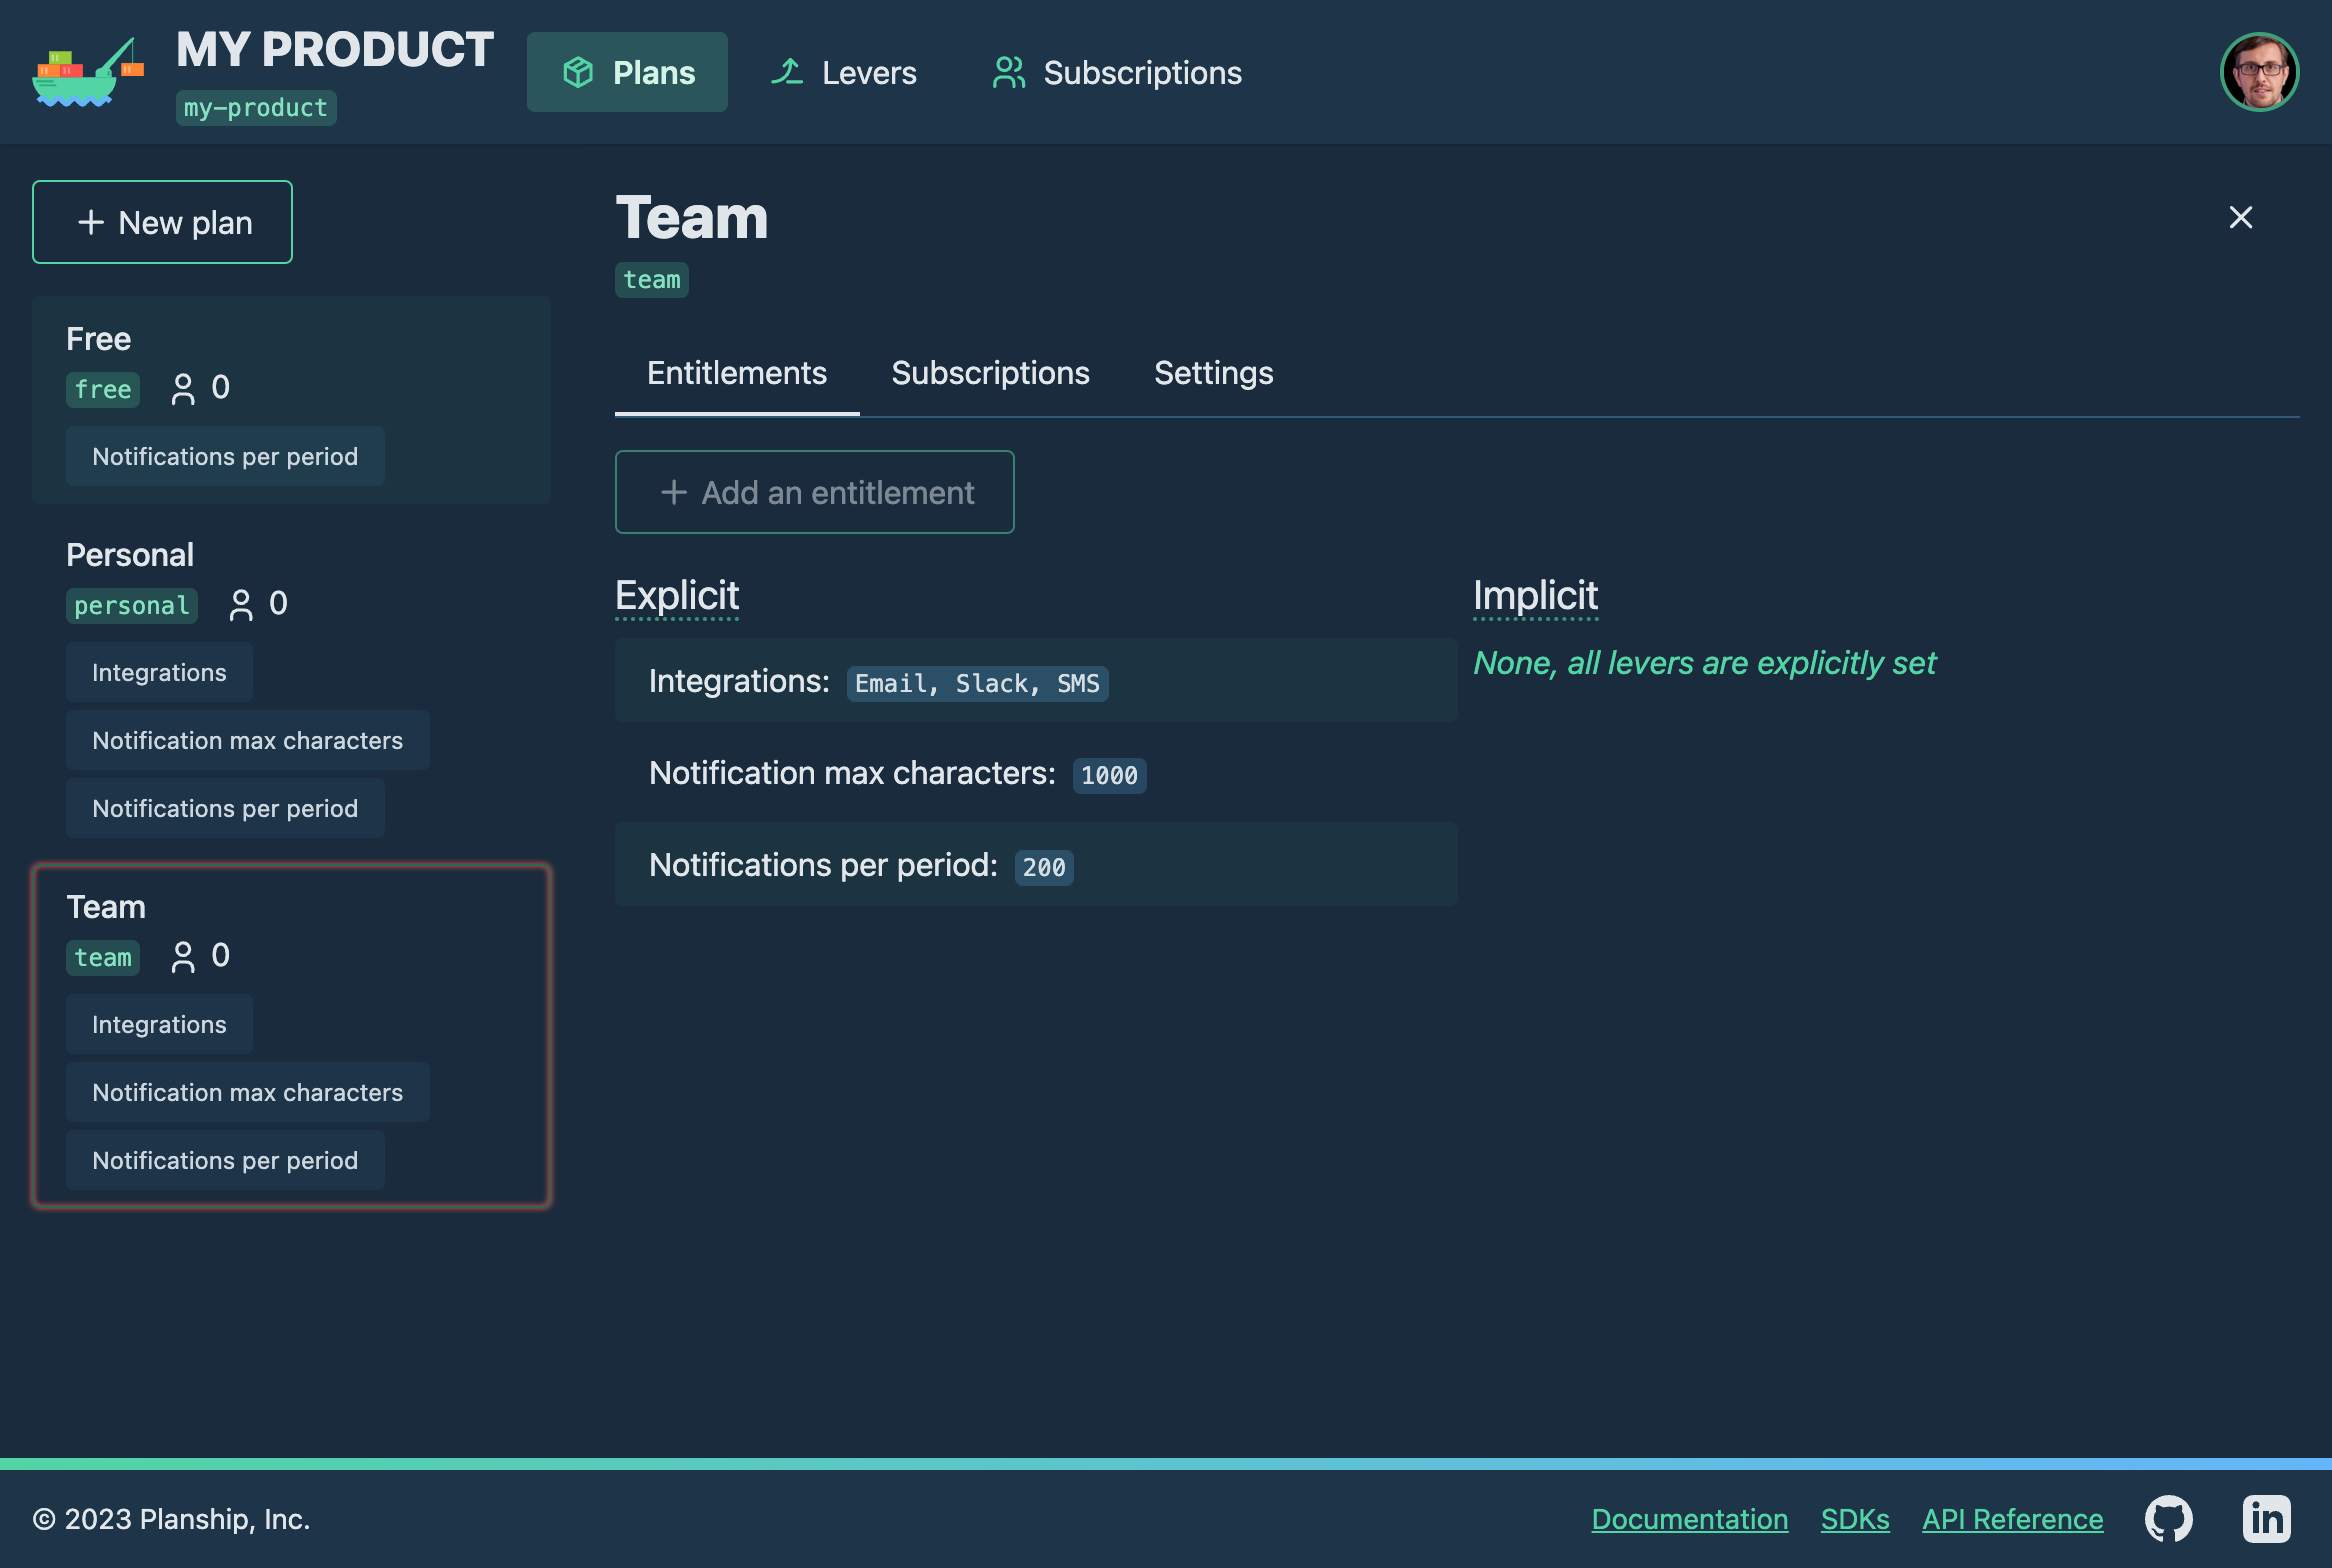 MY PRODUCT
my-product
Plans
Levers
Subscriptions
+ New plan
Free
free 0
Notifications per period
Personal
personal 0
Integrations
Notification max characters
Notifications per period
Team
team 0
Integrations
Notification max characters
Notifications per period
Team
team
Entitlements
Subscriptions
Settings
+ Add an entitlement
Explicit
Integrations: Email, Slack, SMS
Notification max characters: 1000
Notifications per period: 200
Implicit
None, all levers are explicitly set
© 2023 Planship, Inc.
Documentation
SDKs
API Reference
in